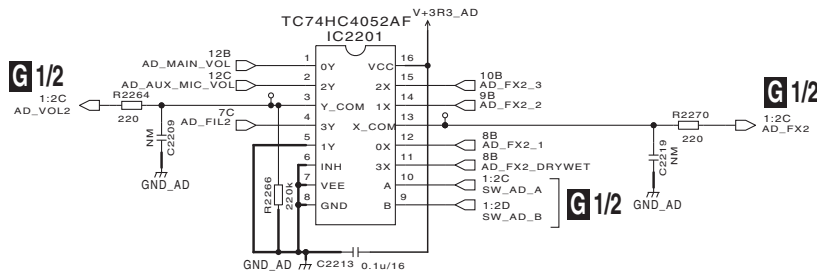 V+3R3_AD
TC74HC4052AF
IC2201
12B
AD_MAIN_VOL
1 0Y
VCC 16
G 1/2
12C
AD_AUX_MIC_VOL
2 2Y
2X 15
10B
AD_FX2_3
G 1/2
1:2C
AD_VOL2
R2264
220
3 Y_COM
1X 14
9B
AD_FX2_2
7C
AD_FIL2
4 3Y
X_COM 13
R2270
220
1:2C
AD_FX2
NM
C2209
5 1Y
0X 12
8B
AD_FX2_1
C2219
NM
6 INH
3X 11
8B
AD_FX2_DRYWET
GND_AD
R2266
220k
7 VEE
A 10
1:2C
SW_AD_A
G 1/2
GND_AD
8 GND
B 9
1:2D
SW_AD_B
GND_AD
C2213
0.1u/16